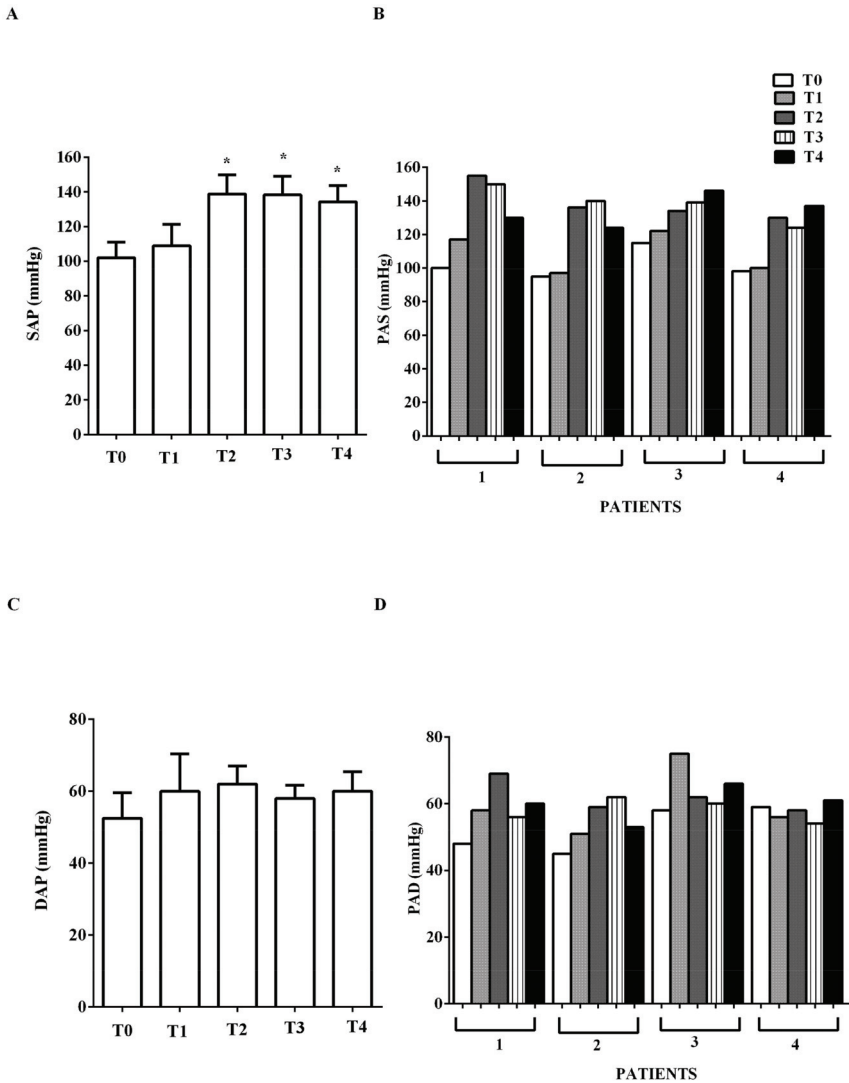 A
B
T0
T1
T2
T3
T4
SAP (mmHg)
160
140
120
100
80
60
40
20
0
* * *
T0 T1 T2 T3 T4
PAS (mmHg)
160
140
120
100
80
60
40
20
0
1 2 3 4
PATIENTS
C
D
DAP (mmHg)
80
60
40
20
0
T0 T1 T2 T3 T4
PAD (mmHg)
80
60
40
20
0
1 2 3 4
PATIENTS